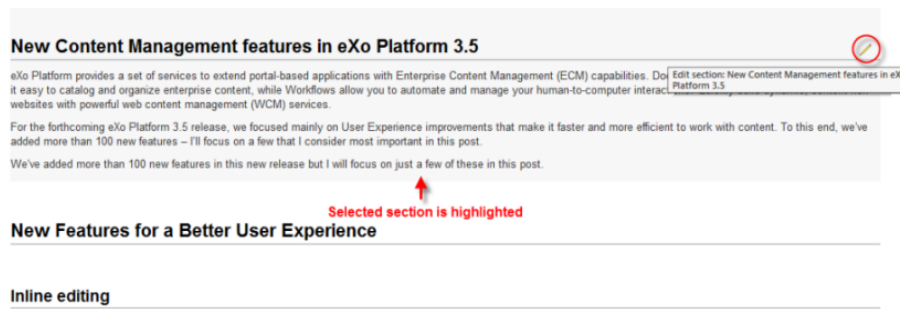 New Content Management features in eXo Platform 3.5
eXo Platform provides a set of services to extend portal-based applications with Enterprise Content Management (ECM) capabilities. Do
Edit section: New Content Management features in eX
Platform 3.5
it easy to catalog and organize enterprise content, while Workflows allow you to automate and manage your human-to-computer interac
websites with powerful web content management (WCM) services.
For the forthcoming eXo Platform 3.5 release, we focused mainly on User Experience improvements that make it faster and more efficient to work with content. To this end, we've
added more than 100 new features – I'll focus on a few that I consider most important in this post.
We've added more than 100 new features in this new release but I will focus on just a few of these in this post.
Selected section is highlighted
New Features for a Better User Experience
Inline editing